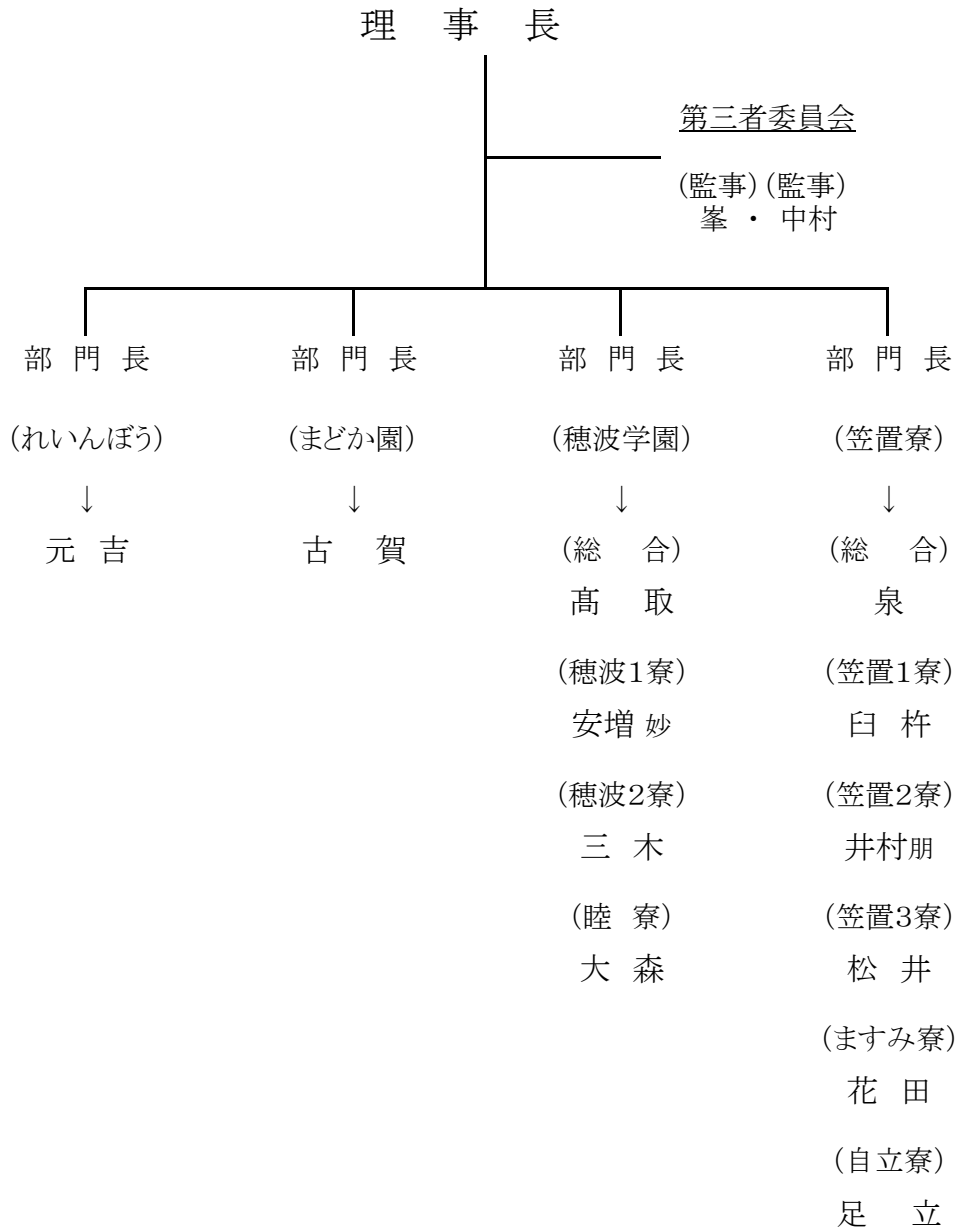 理 事 長
第三者委員会
(監事)(監事)
峯 ・ 中村
部 門 長 部 門 長 部 門 長 部 門 長
(れいんぼう) (まどか園) (穂波学園) (笠置寮)
↓ ↓ ↓ ↓
元 吉 古 賀 (総 合) (総 合)
髙 取 泉
(穂波1寮) (笠置1寮)
安増 妙 臼 杵
(穂波2寮) (笠置2寮)
三 木 井村朋
(睦 寮) (笠置3寮)
大 森 松 井
(ますみ寮)
花 田
(自立寮)
足 立